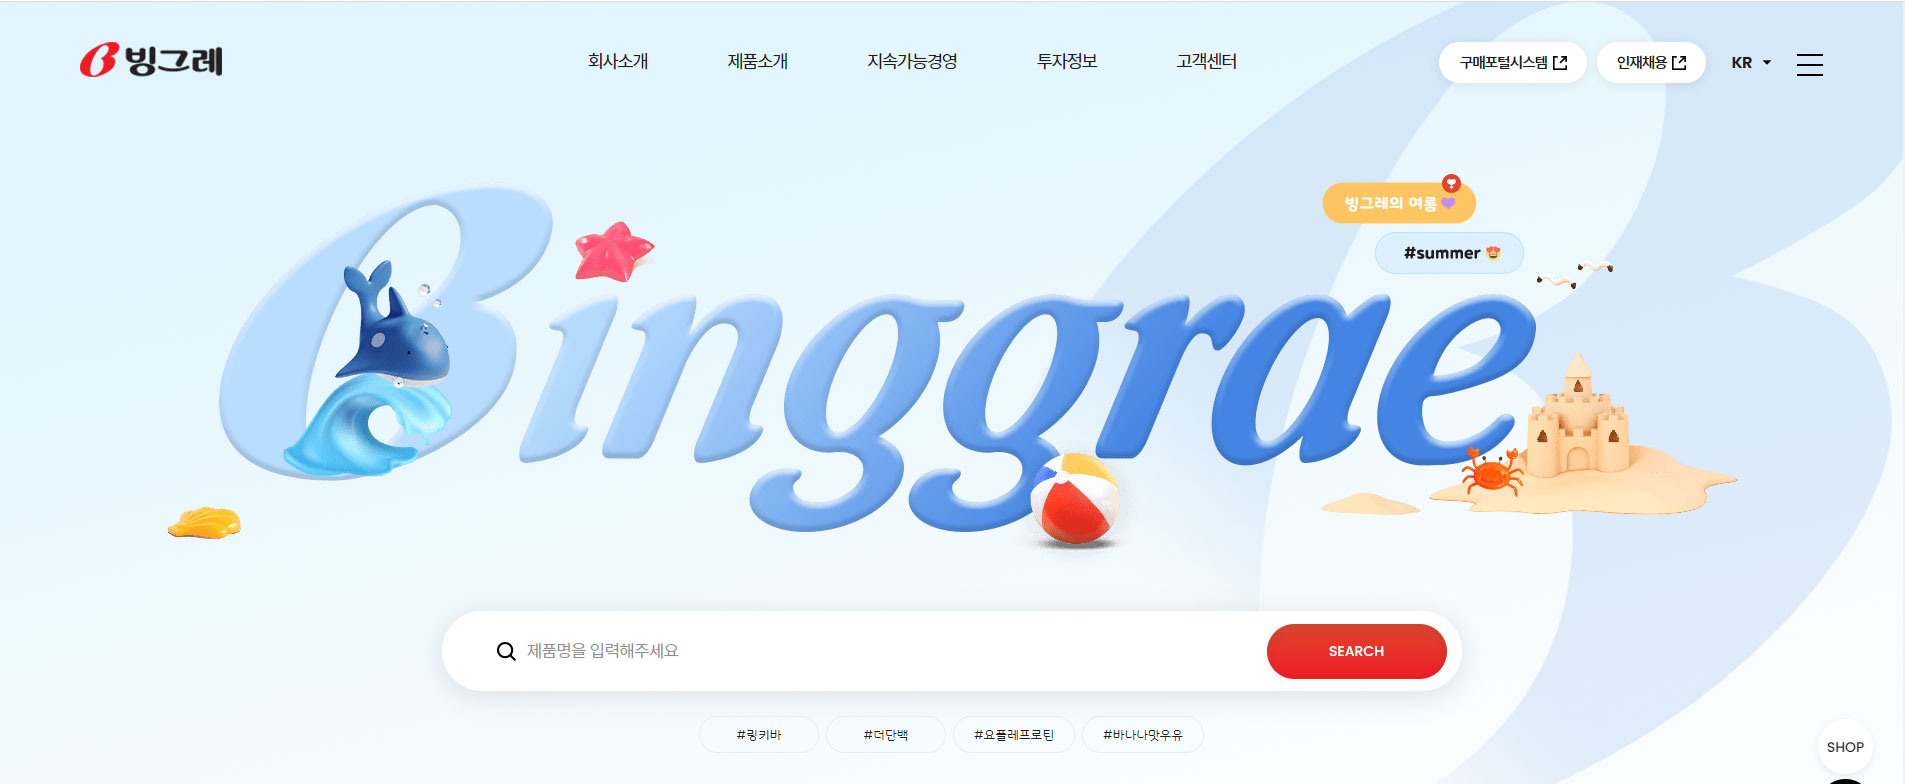 빙그레
회사소개
제품소개
지속가능경영
투자정보
고객센터
구매포털시스템
인재채용
KR
빙그레의 여름
#summer
Binggrae
제품명을 입력해주세요
SEARCH
#링키바
#더단백
#요플레프로틴
#바나나맛우유
SHOP